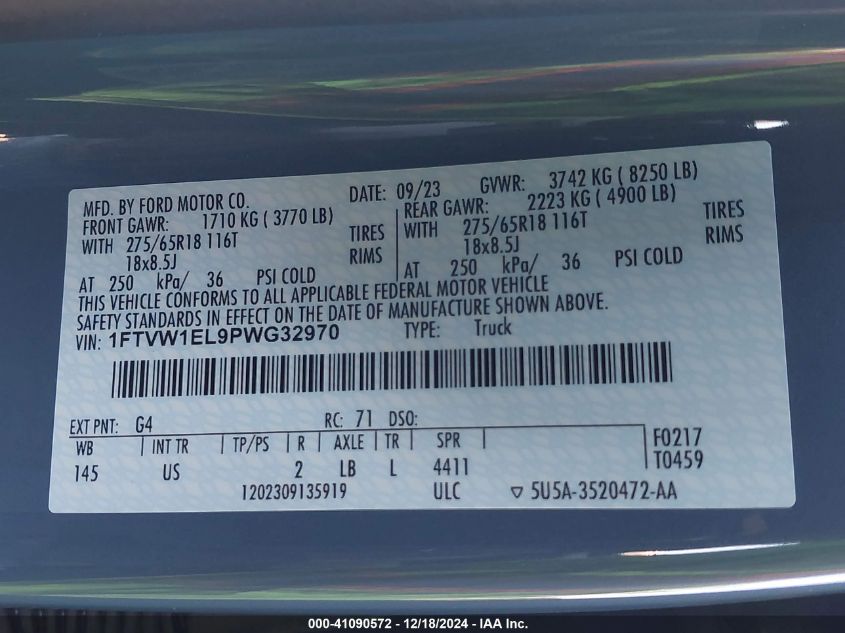 MFD. BY FORD MOTOR CO. DATE: 09/23 GVWR: 3742 KG ( 8250 LB)
FRONT GAWR: 1710 KG ( 3770 LB) REAR GAWR: 2223 KG ( 4900 LB)
WITH 275/65R18 116T TIRES WITH 275/65R18 116T TIRES
18x8.5J RIMS 18x8.5J RIMS
AT 250 kPa/ 36 PSI COLD AT 250 kPa/ 36 PSI COLD
THIS VEHICLE CONFORMS TO ALL APPLICABLE FEDERAL MOTOR VEHICLE
SAFETY STANDARDS IN EFFECT ON THE DATE OF MANUFACTURE SHOWN ABOVE.
VIN: 1FTVW1EL9PWG32970 TYPE: Truck
EXT PNT: G4 RC: 71 DSO:
WB INT TR TP/PS R AXLE TR SPR F0217
145 US 2 LB L 4411 T0459
1202309135919 ULC ▽ 5U5A-3520472-AA
000-41090572 - 12/18/2024 - IAA Inc.